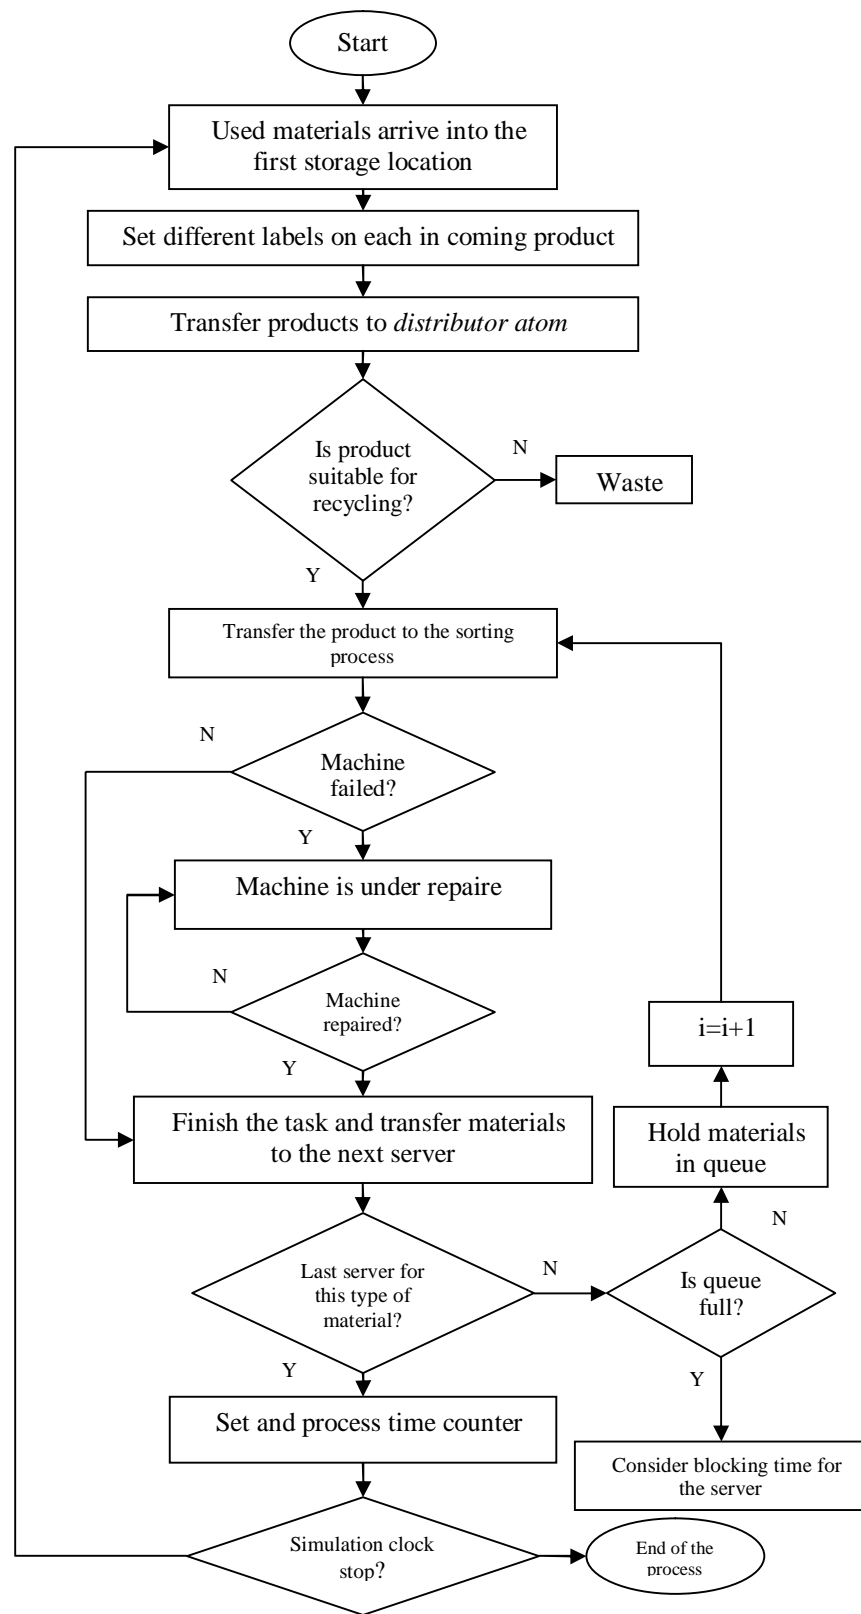 Start
Used materials arrive into the
first storage location
Set different labels on each in coming product
Transfer products to distributor atom
Is product
suitable for
recycling?
N
Waste
Y
Transfer the product to the sorting
process
N
Machine
failed?
Y
Machine is under repaire
N
Machine
repaired?
i=i+1
Y
Finish the task and transfer materials
to the next server
Hold materials
in queue
N
Last server for
this type of
material?
N
Is queue
full?
Y
Y
Set and process time counter
Consider blocking time for
the server
Simulation clock
stop?
End of the
process